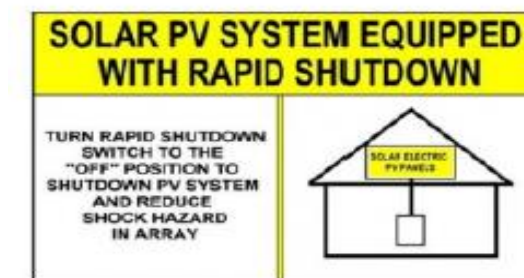 SOLAR PV SYSTEM EQUIPPED
WITH RAPID SHUTDOWN
TURN RAPID SHUTDOWN
SWITCH TO THE
"OFF" POSITION TO
SHUTDOWN PV SYSTEM
AND REDUCE
SHOCK HAZARD
IN ARRAY
SOLAR ELECTRIC
PV PANELS